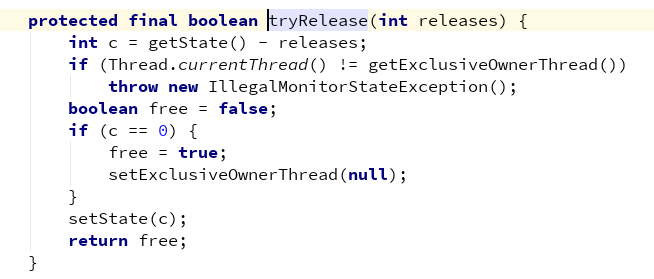 protected final boolean tryRelease(int releases) {
    int c = getState() - releases;
    if (Thread.currentThread() != getExclusiveOwnerThread())
        throw new IllegalMonitorStateException();
    boolean free = false;
    if (c == 0) {
        free = true;
        setExclusiveOwnerThread(null);
    }
    setState(c);
    return free;
}